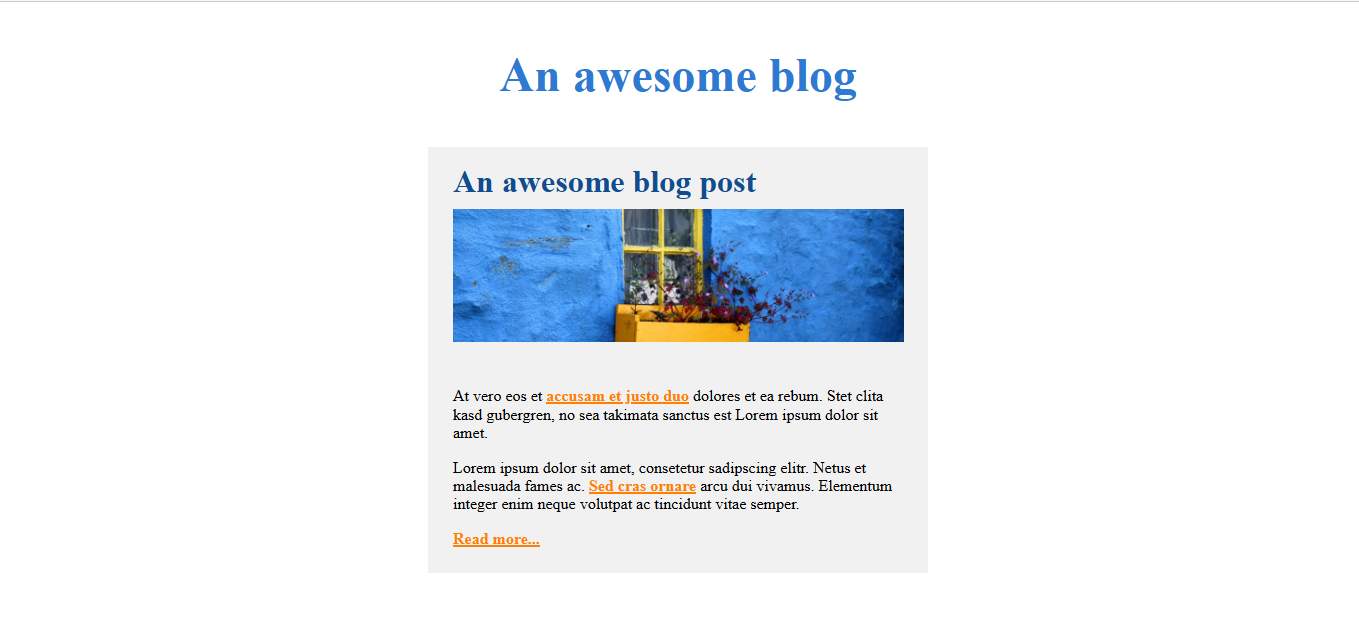 An awesome blog
An awesome blog post
At vero eos et accusam et justo duo dolores et ea rebum. Stet clita
kasd gubergren, no sea takimata sanctus est Lorem ipsum dolor sit
amet.
Lorem ipsum dolor sit amet, consetetur sadipscing elitr. Netus et
malesuada fames ac. Sed cras ornare arcu dui vivamus. Elementum
integer enim neque volutpat ac tincidunt vitae semper.
Read more...